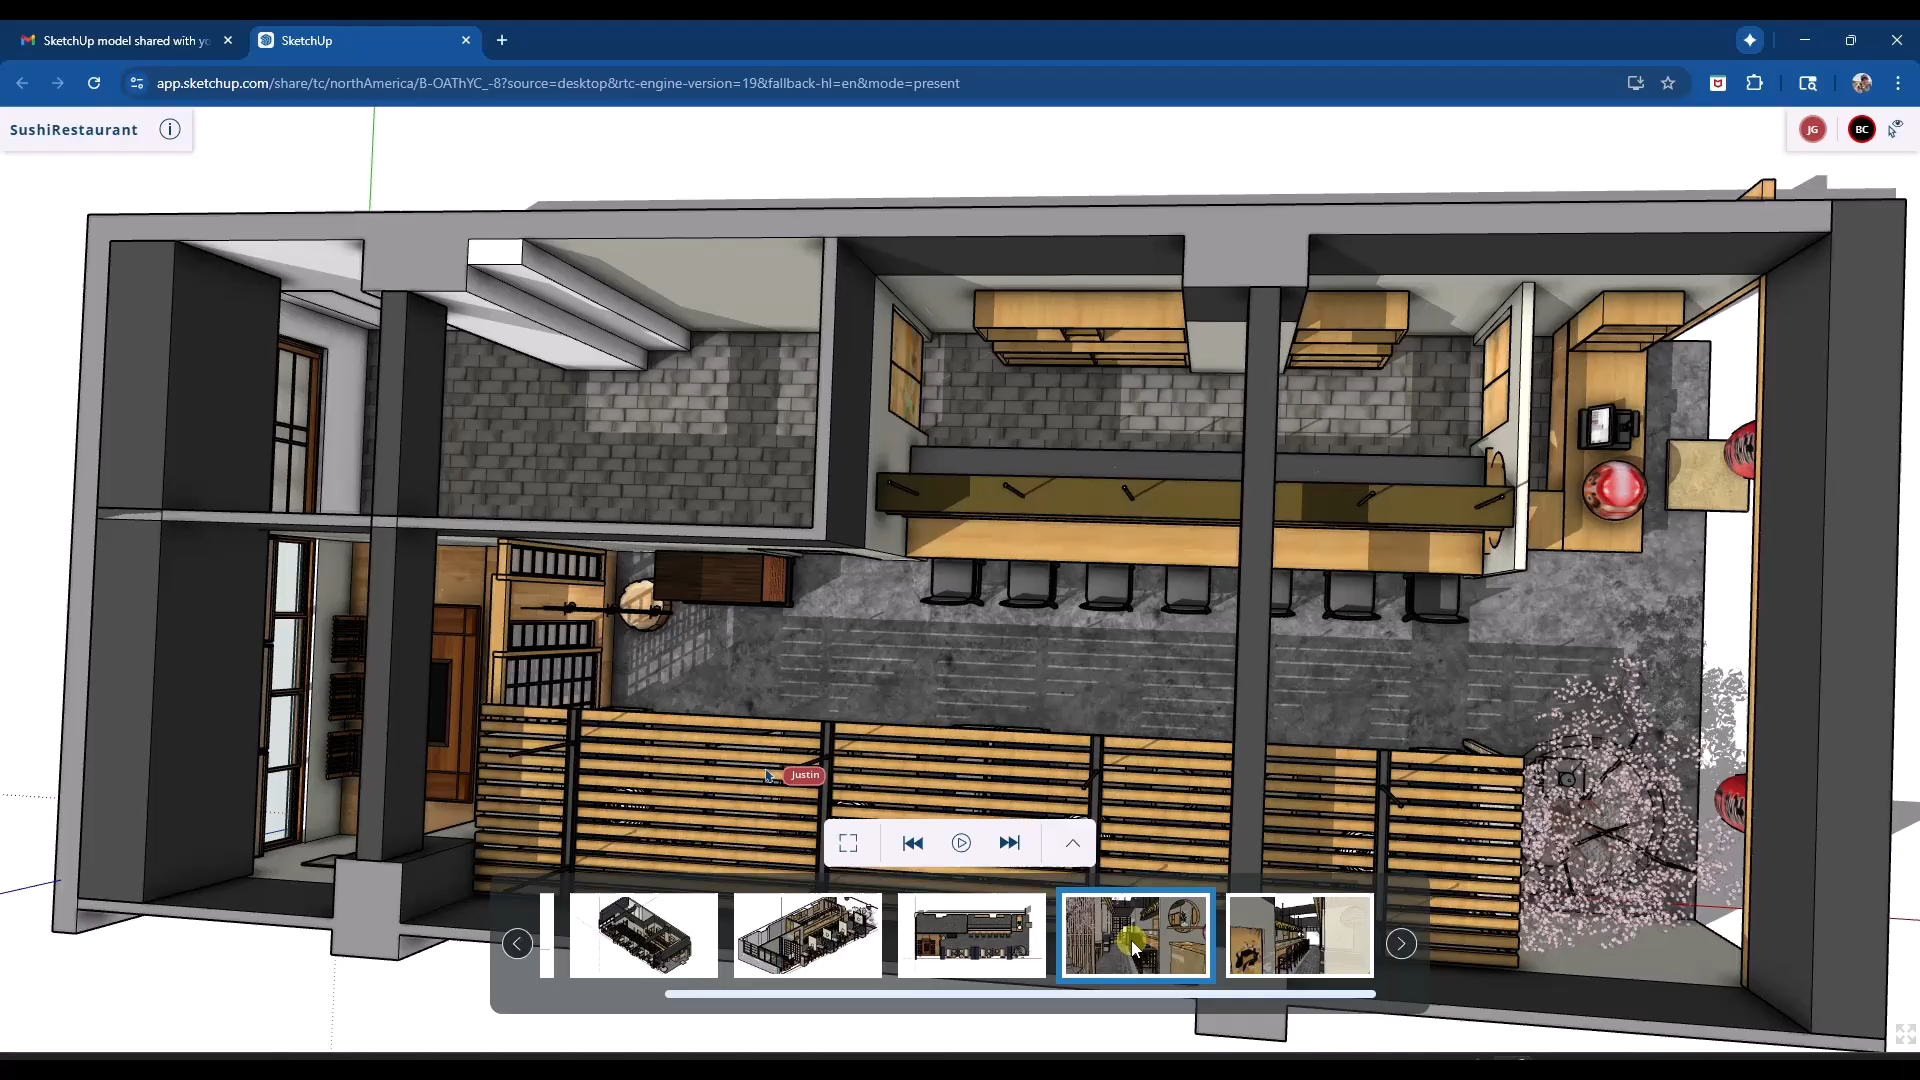 SketchUp model shared with yo
SketchUp
app.sketchup.com/share/tc/northAmerica/B-OAThYC_-8?source=desktop&rtc-engine-version=19&fallback-hl=en&mode=present
SushiRestaurant
JG
BC
Justin